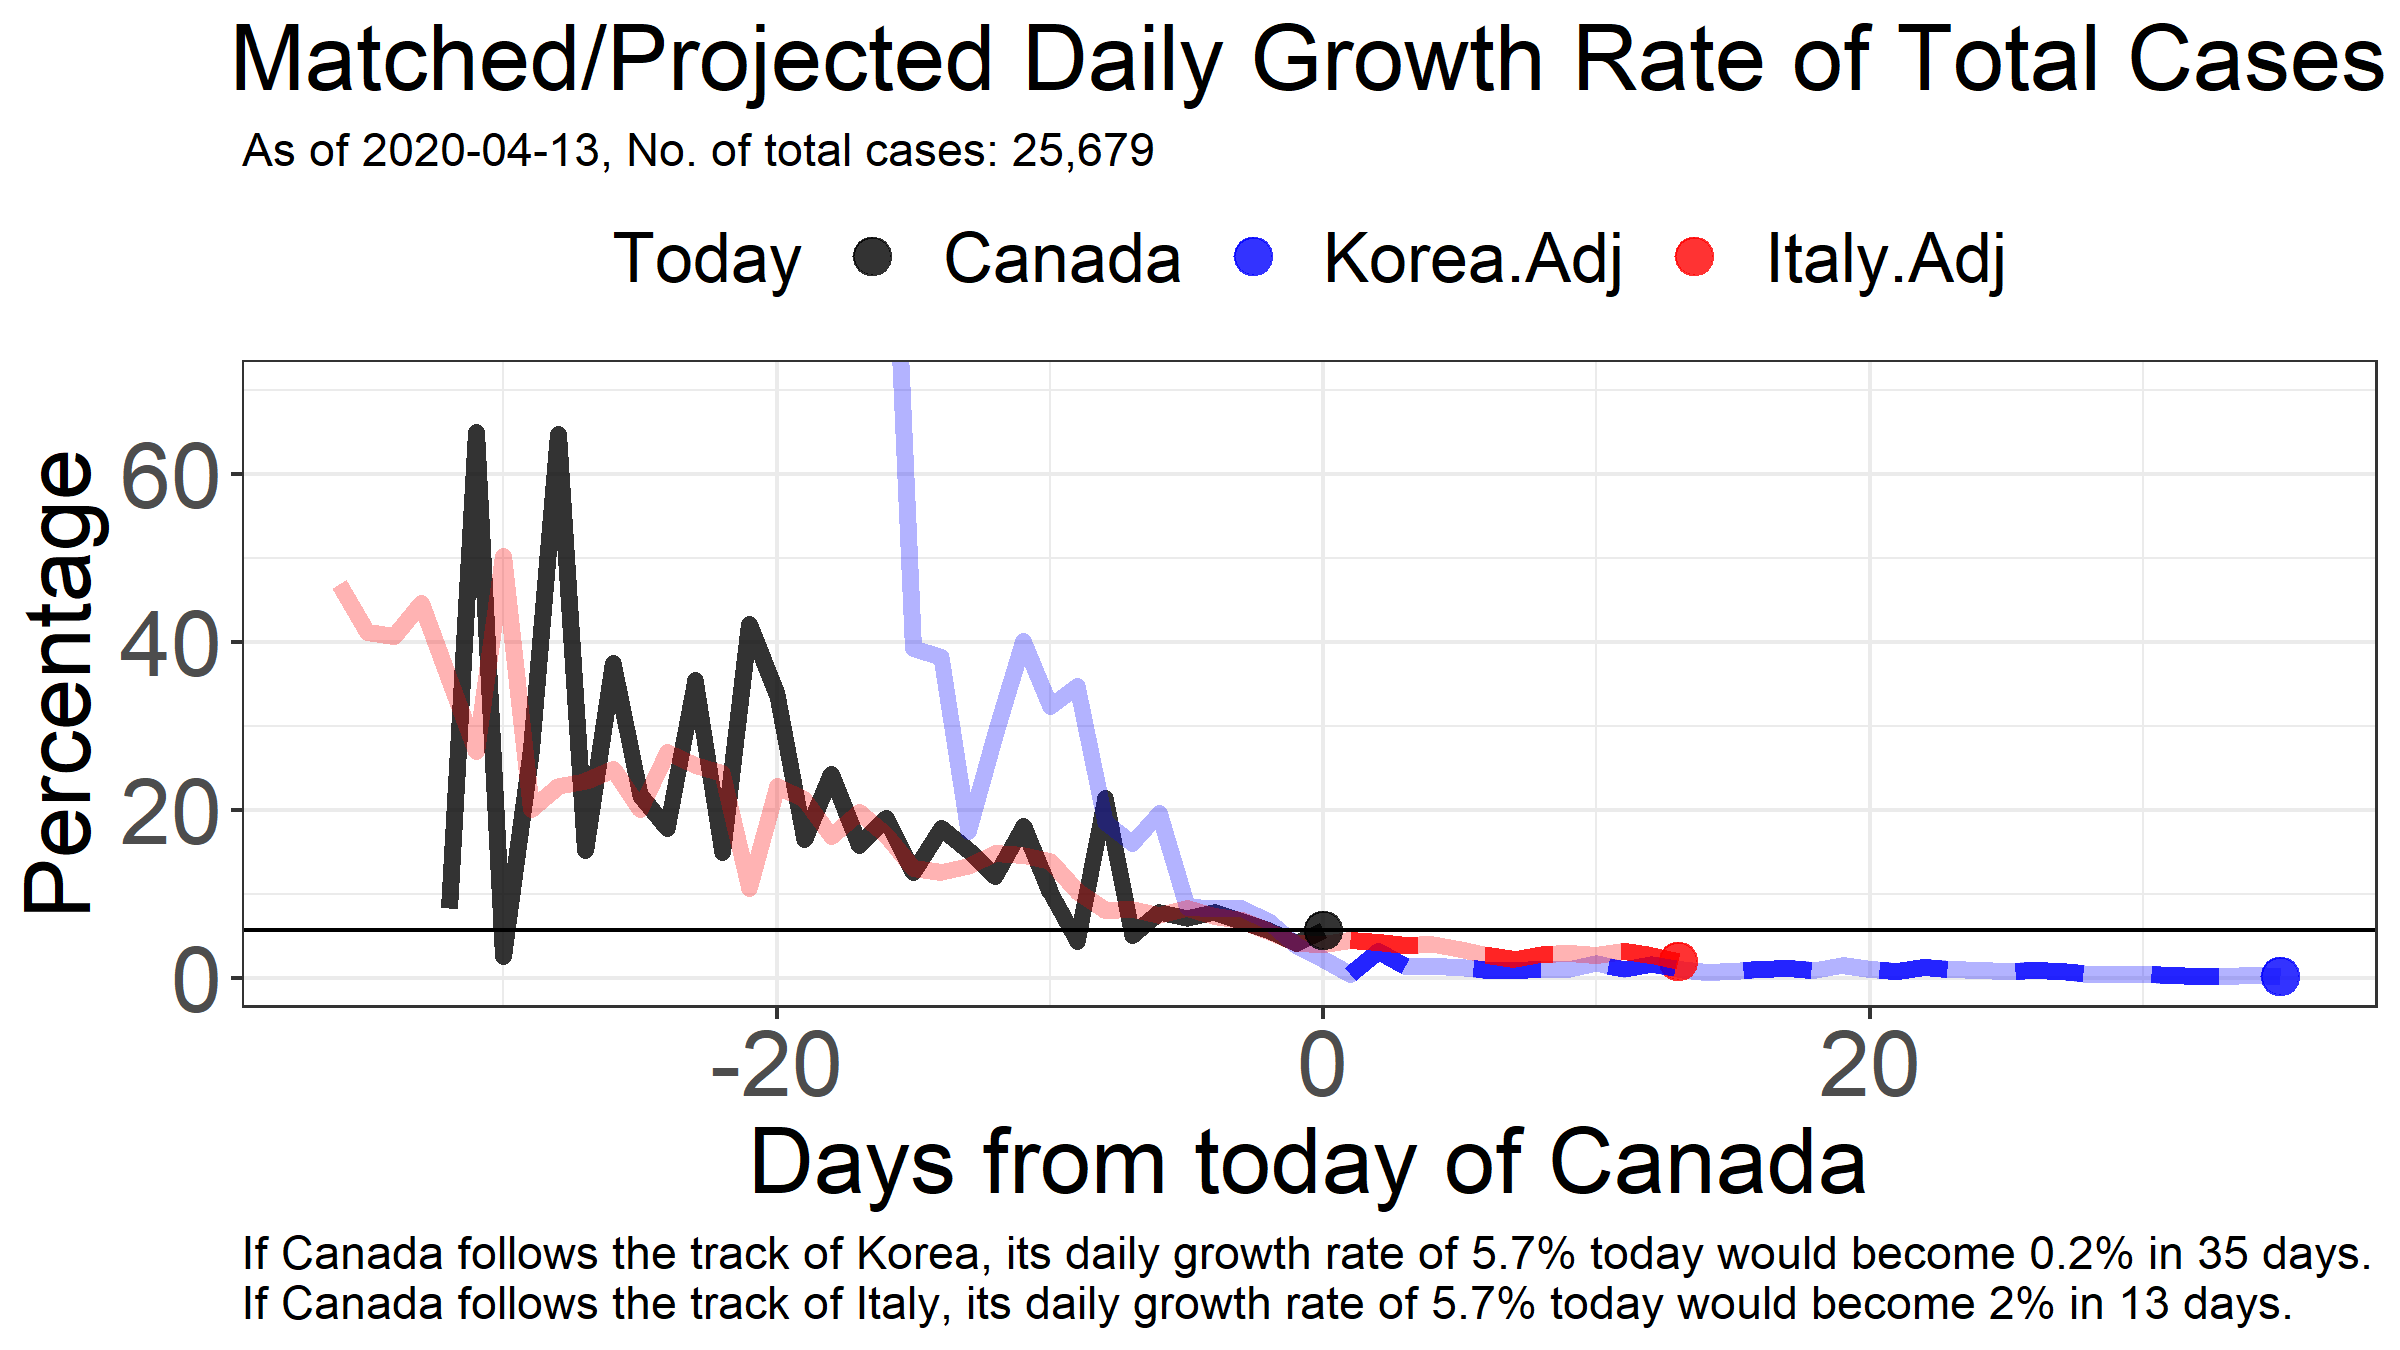 Matched/Projected Daily Growth Rate of Total Cases
As of 2020-04-13, No. of total cases: 25,679
Today Canada Korea.Adj Italy.Adj
Percentage
60
40
20
0
-20 0 20
Days from today of Canada
If Canada follows the track of Korea, its daily growth rate of 5.7% today would become 0.2% in 35 days.
If Canada follows the track of Italy, its daily growth rate of 5.7% today would become 2% in 13 days.